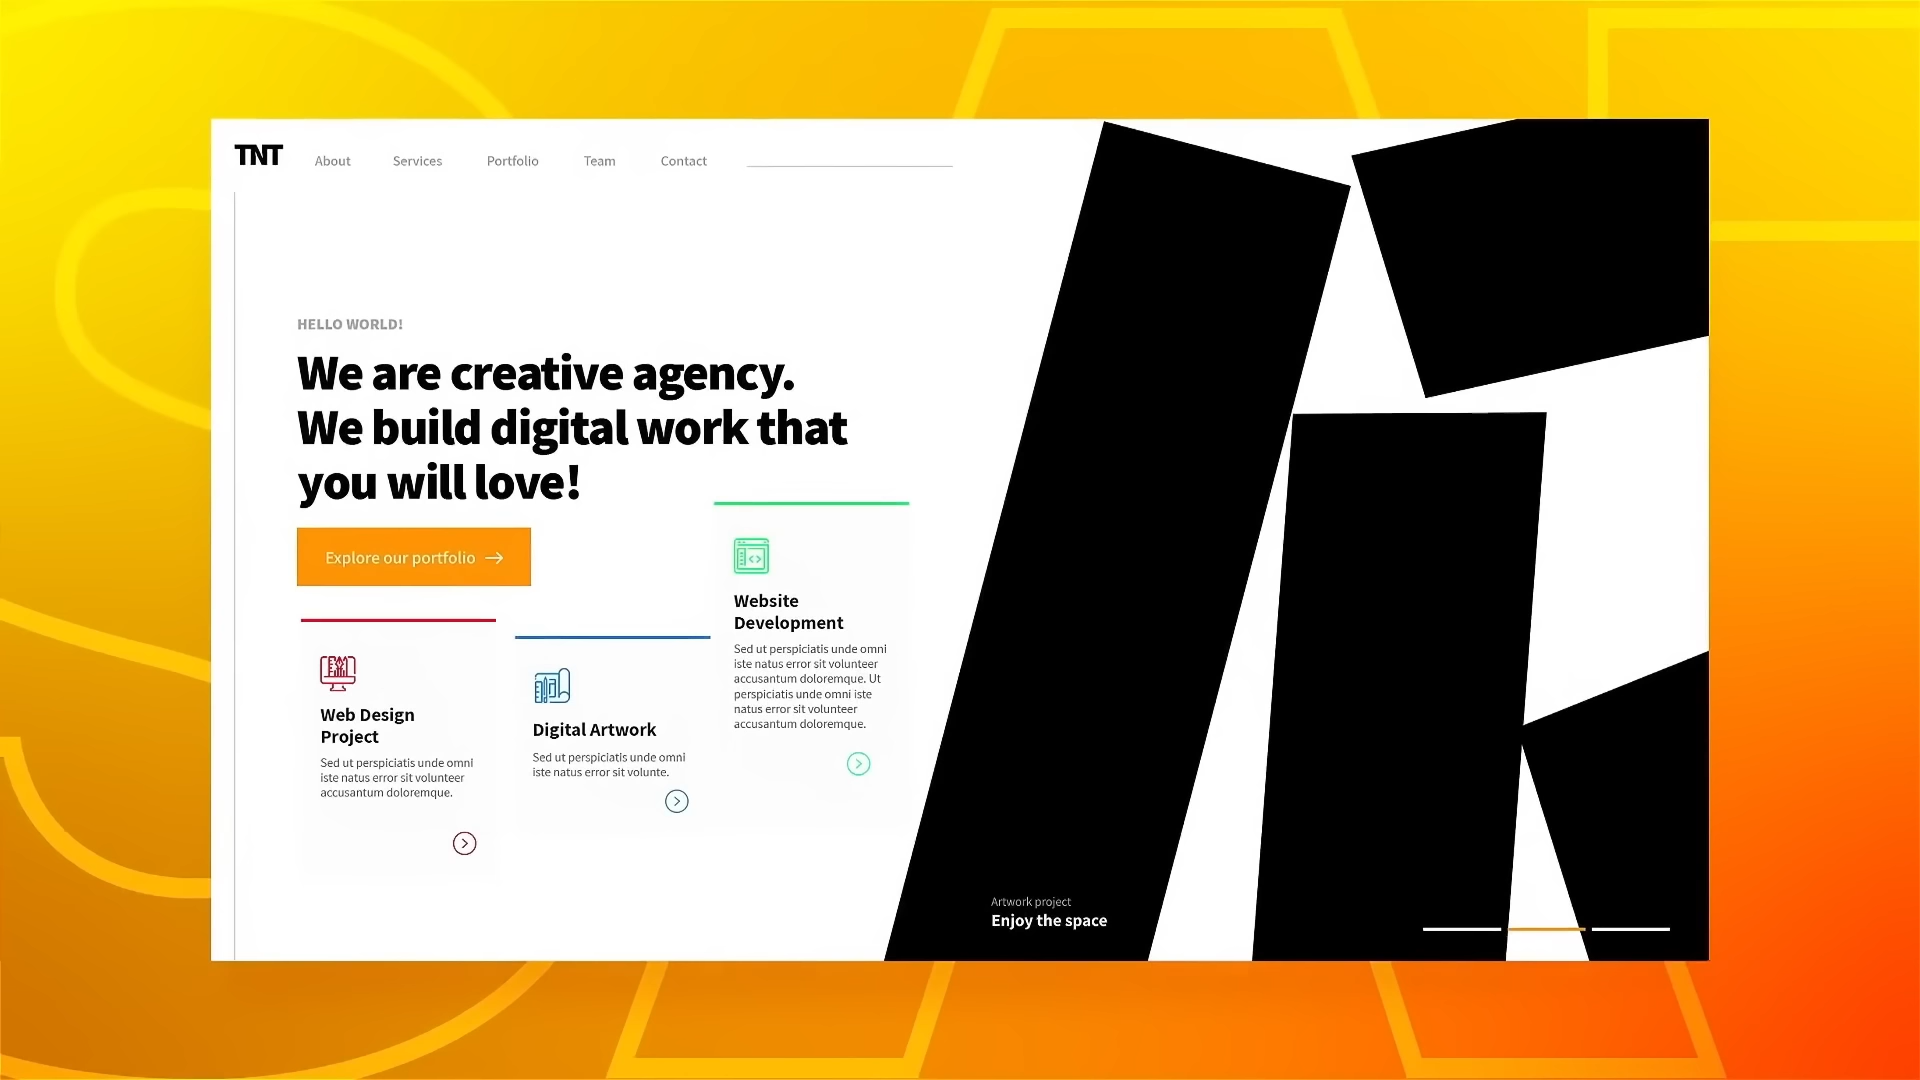 TNT
About Services Portfolio Team Contact
HELLO WORLD!
We are creative agency.
We build digital work that
you will love!
Explore our portfolio
Web Design
Project
Sed ut perspiciatis unde omni
iste natus error sit volunteer
accusantum doloremque.
Digital Artwork
Sed ut perspiciatis unde omni
iste natus error sit volunte.
Website
Development
Sed ut perspiciatis unde omni
iste natus error sit volunteer
accusantum doloremque. Ut
perspiciatis unde omni iste
natus error sit volunteer
accusantum doloremque.
Artwork project
Enjoy the space